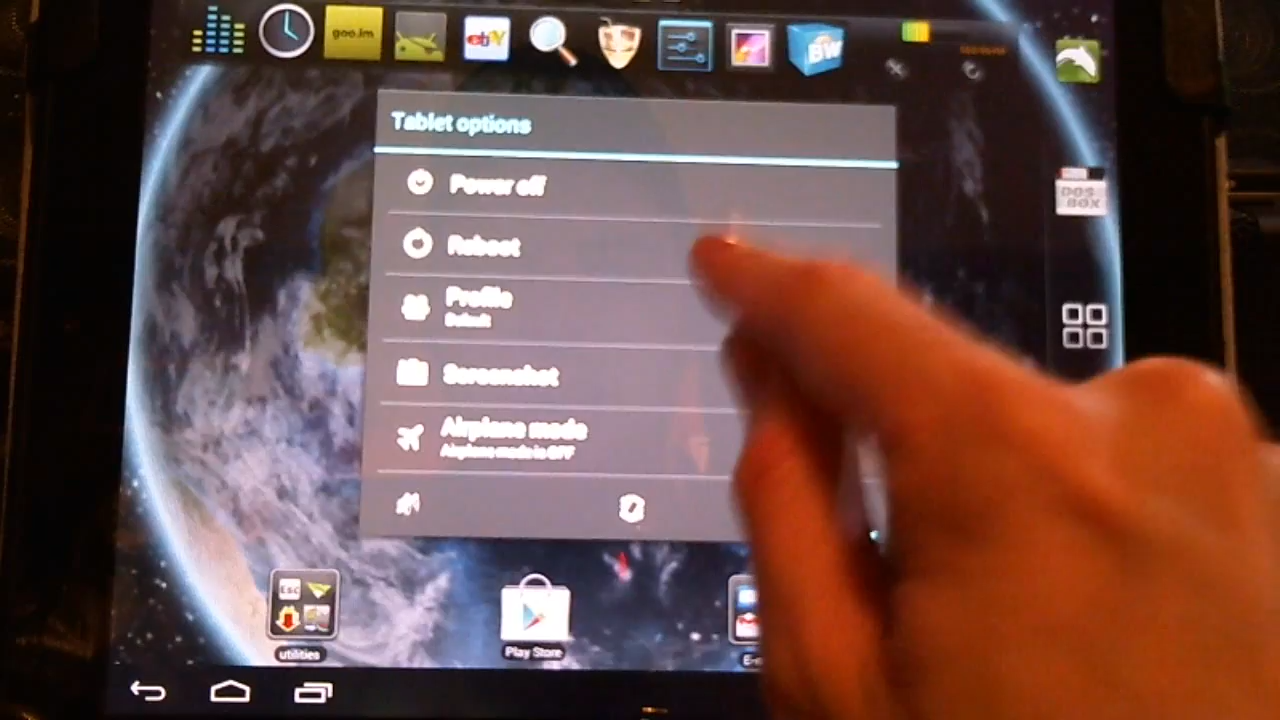 goo.im
ebY
BW
Tablet options
Power off
Reboot
Profile
Default
Screenshot
Airplane mode
Airplane mode is OFF
DOS
BOX
Esc
utilities
Play Store
E-